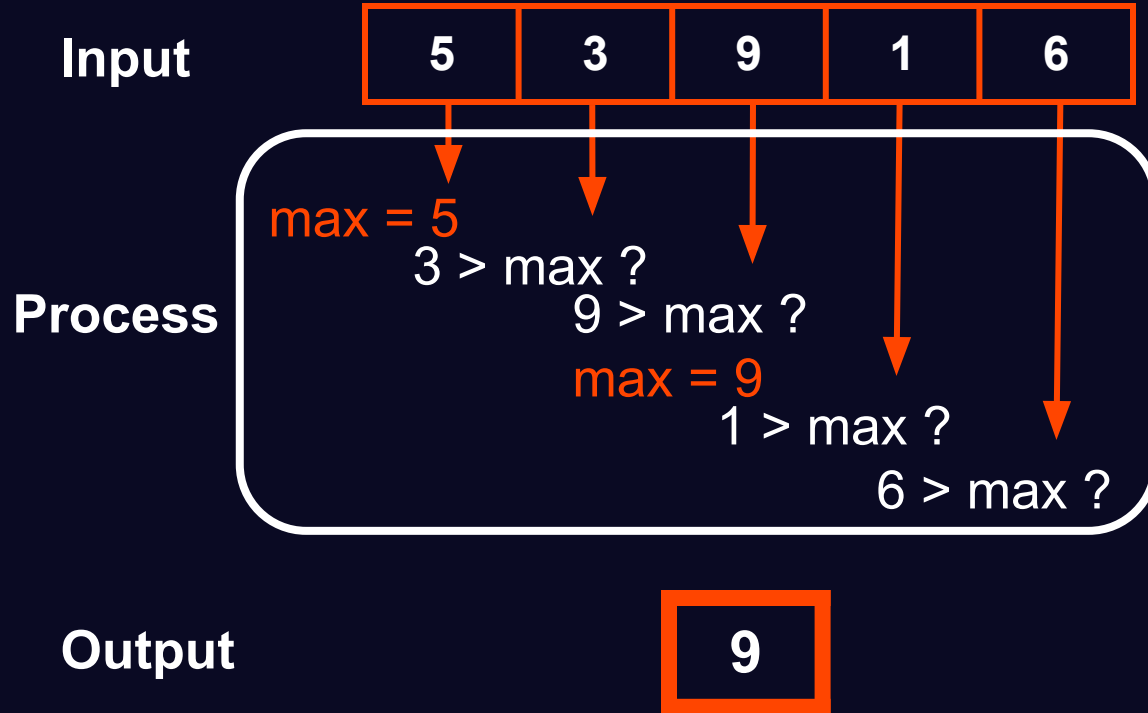 Input 5 3 9 1 6
max = 5
3 > max ?
Process
9 > max ?
max = 9
1 > max ?
6 > max ?
Output 9